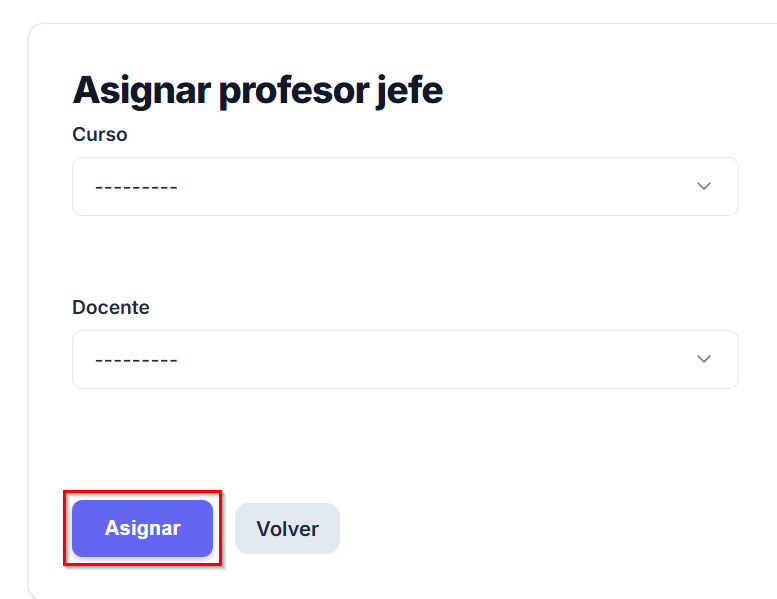 Asignar profesor jefe
Curso
---------
Docente
---------
Asignar
Volver